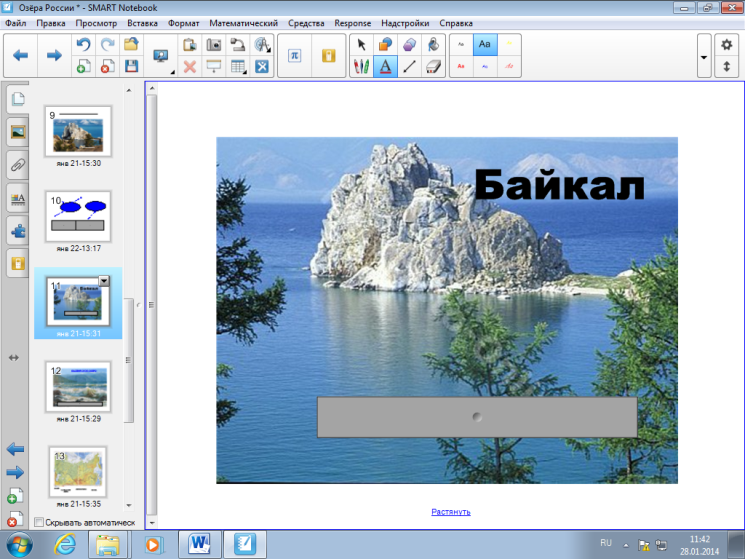 Озёра России * - SMART Notebook
Файл Правка Просмотр Вставка Формат Математический Средства Response Надстройки Справка
π
Аа
9
янв 21-15:30
10
янв 22-13:17
11
Байкал
янв 21-15:31
12
янв 21-15:29
13
янв 21-15:35
Скрывать автоматическ
Байкал
Растянуть
RU
11:42
28.01.2014